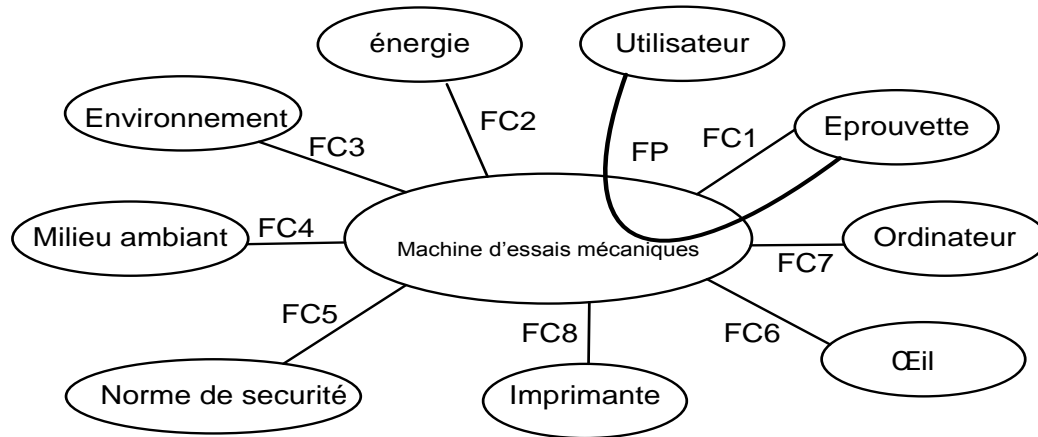 énergie
Utilisateur
Environnement
FC2
FC3
FP
FC1
Eprouvette
Milieu ambiant
FC4
Machine d'essais mécaniques
Ordinateur
FC7
FC5
FC8
FC6
Norme de securité
Imprimante
Œil